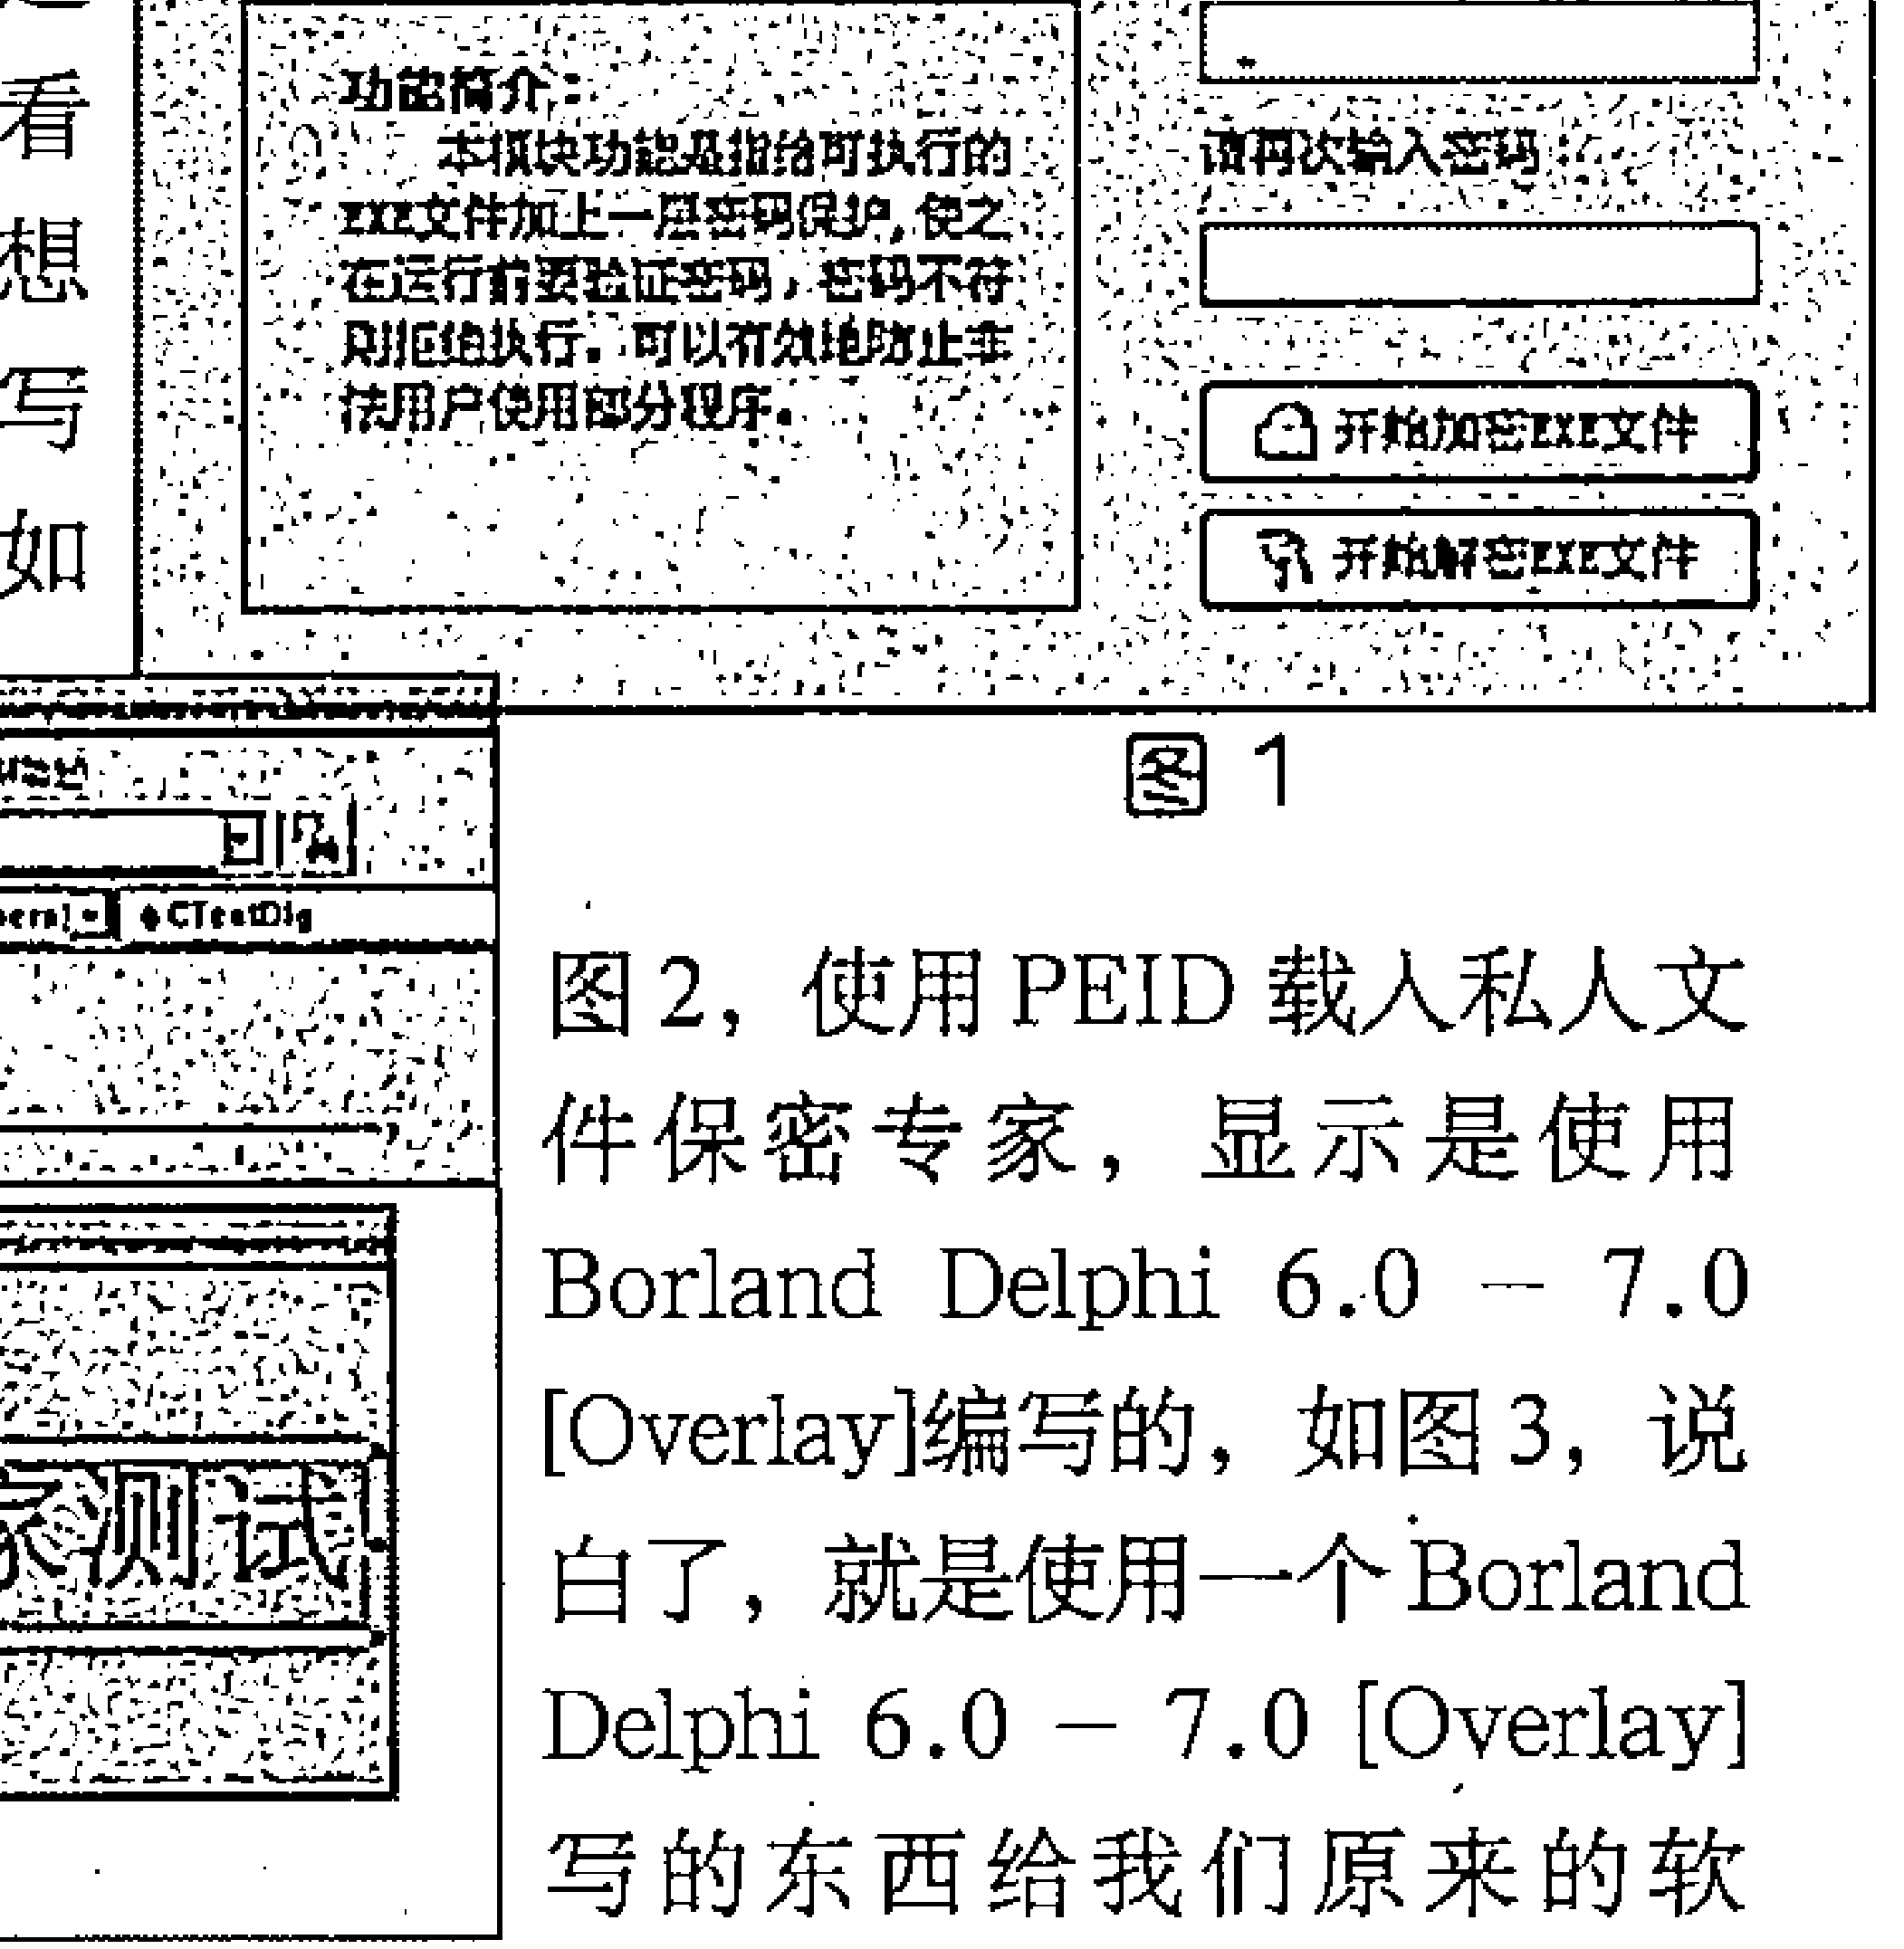 看
想
写
如
功能简介:
本模块功能是指给可执行的
EXE文件加上一层密码保护,使之
在运行前要验证密码,密码不符
则拒绝执行。可以有效地防止非
法用户使用部分程序。
请再次输入密码:
开始加密EXE文件
开始解密EXE文件
图 1
CTestDlg
家测试
图2，使用PEID载入私人文
件保密专家，显示是使用
Borland Delphi 6.0 - 7.0
[Overlay]编写的，如图3，说
白了，就是使用一个Borland
Delphi 6.0 - 7.0 [Overlay]
写的东西给我们原来的软